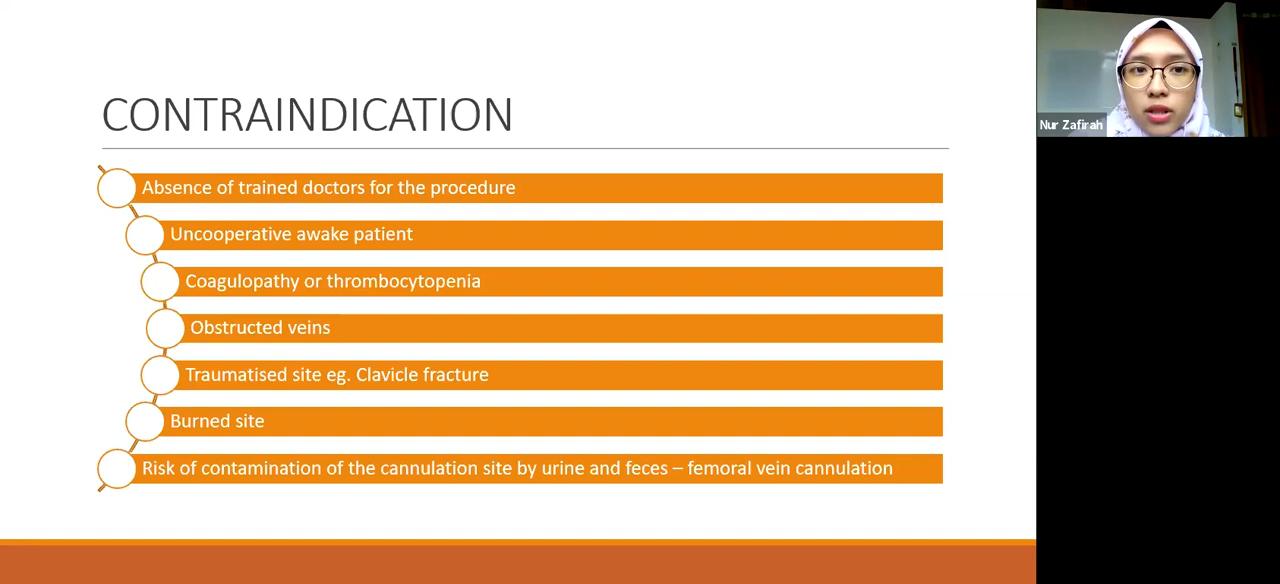 CONTRAINDICATION
Absence of trained doctors for the procedure
Uncooperative awake patient
Coagulopathy or thrombocytopenia
Obstructed veins
Traumatised site eg. Clavicle fracture
Burned site
Risk of contamination of the cannulation site by urine and feces – femoral vein cannulation
Nur Zafirah